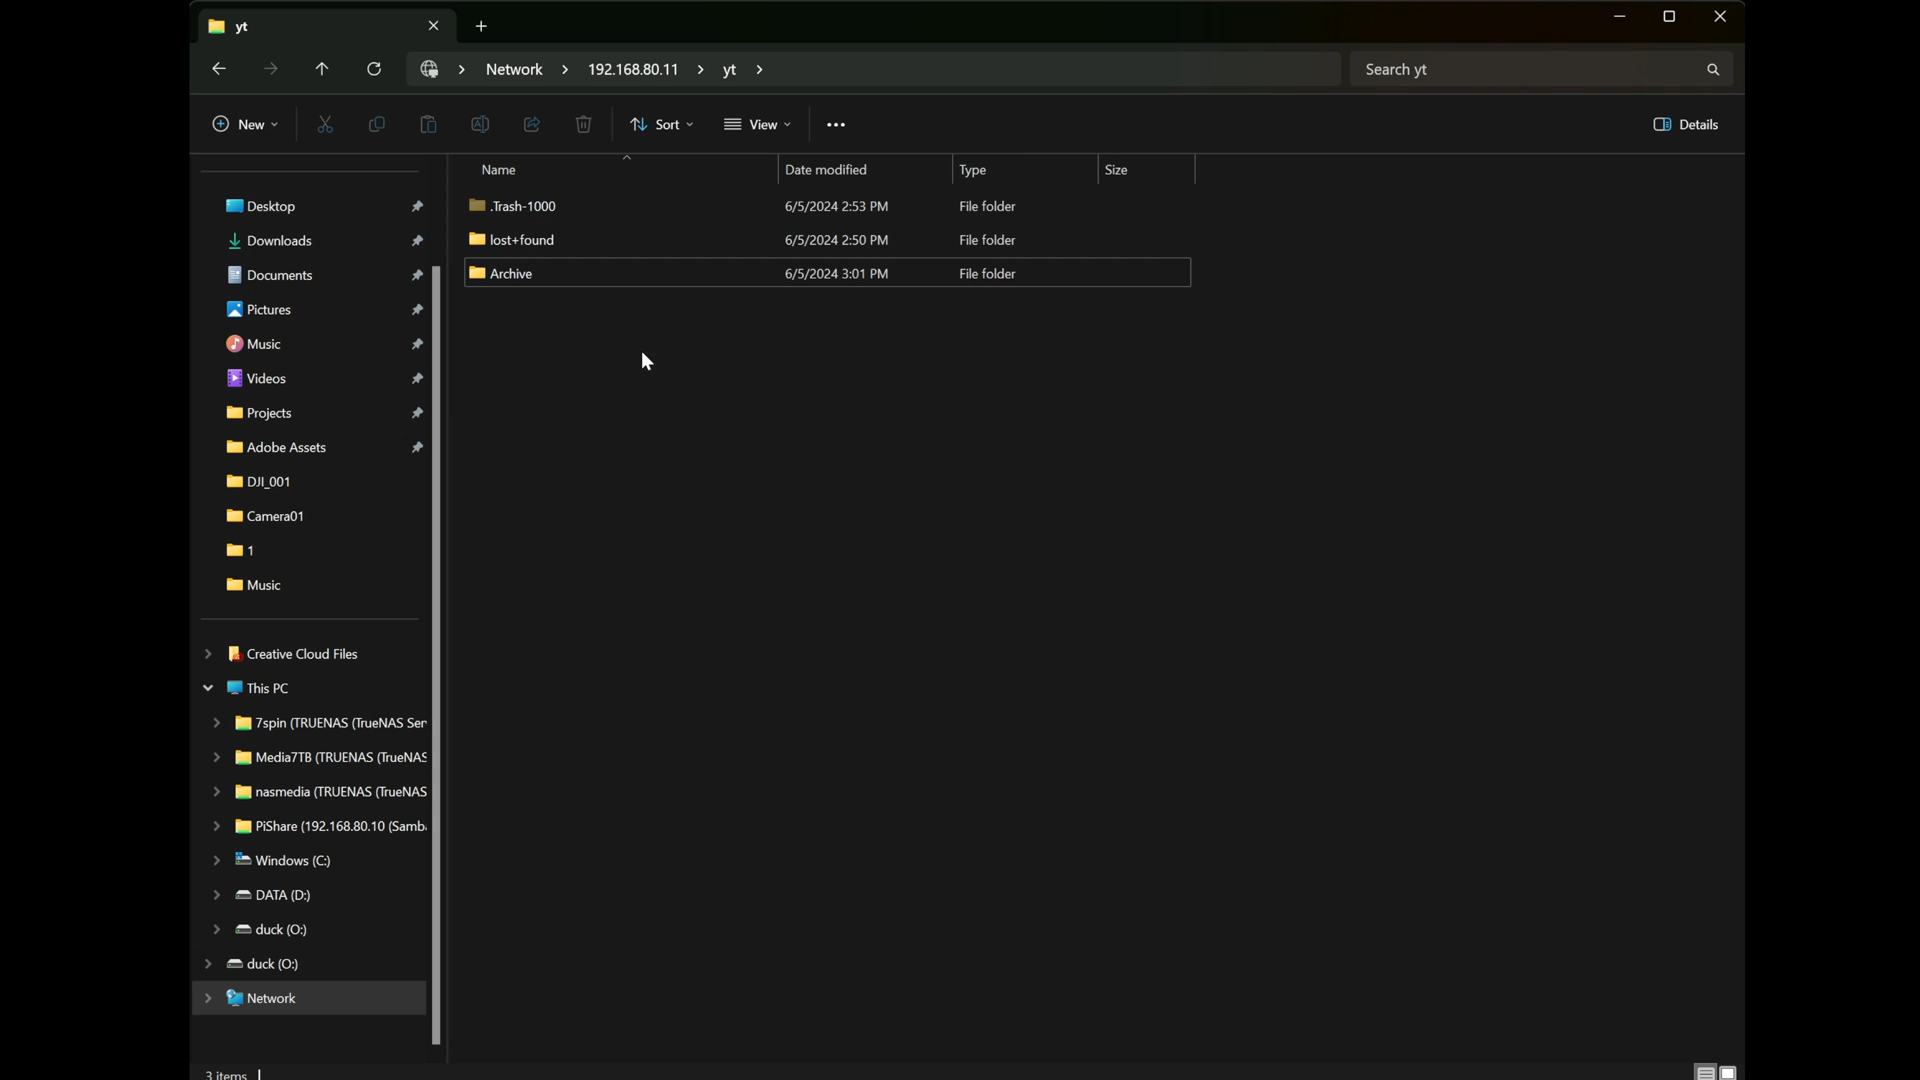 yt
Network 192.168.80.11 yt
Search yt
New
Sort
View
Details
Name Date modified Type Size
.Trash-1000 6/5/2024 2:53 PM File folder
lost+found 6/5/2024 2:50 PM File folder
Archive 6/5/2024 3:01 PM File folder
Desktop
Downloads
Documents
Pictures
Music
Videos
Projects
Adobe Assets
DJI_001
Camera01
1
Music
Creative Cloud Files
This PC
7spin (TRUENAS (TrueNAS Ser
Media7TB (TRUENAS (TrueNAS
nasmedia (TRUENAS (TrueNAS
PiShare (192.168.80.10 (Samb
Windows (C:)
DATA (D:)
duck (O:)
duck (O:)
Network
3 items